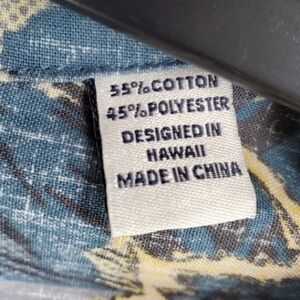 55%COTTON
45%POLYESTER
DESIGNED IN
HAWAII
MADE IN CHINA